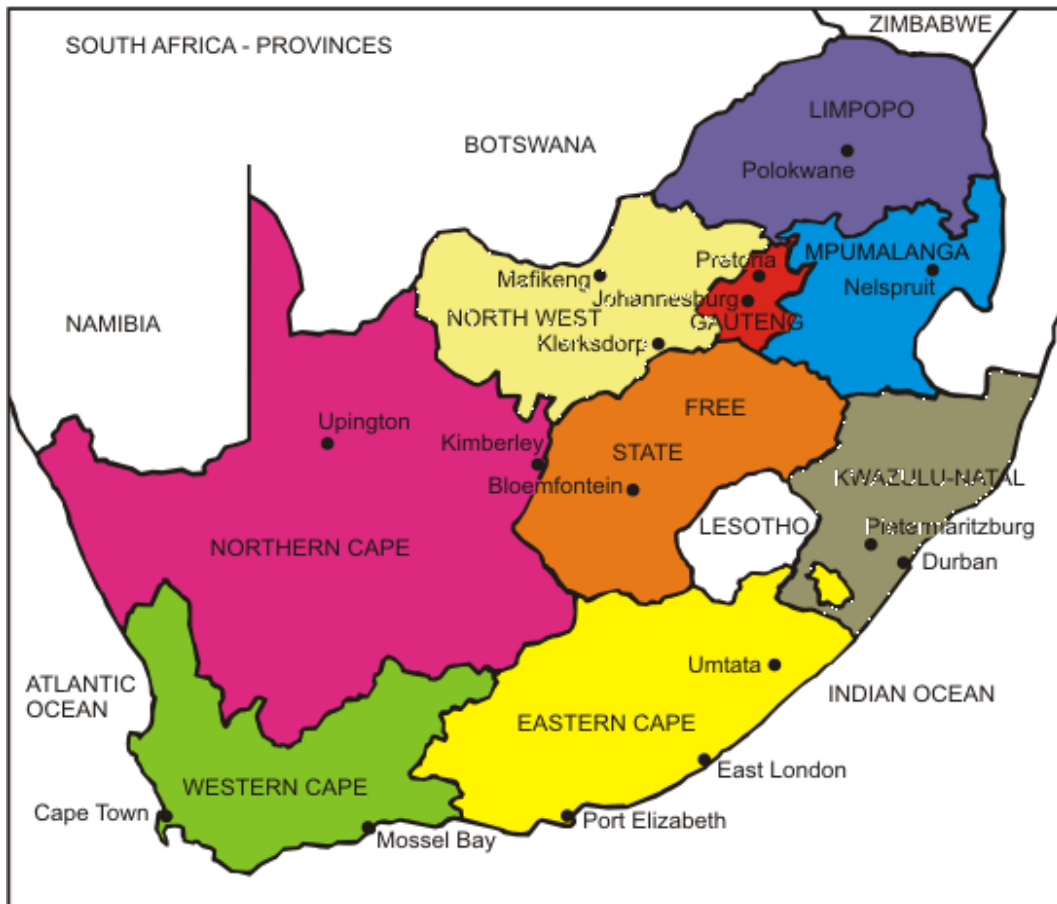 ZIMBABWE
SOUTH AFRICA - PROVINCES
LIMPOPO
BOTSWANA
Polokwane
MPUMALANGA
Pretoria
Mafikeng
Nelspruit
Johannesburg
NORTH WEST
GAUTENG
NAMIBIA
Klerksdorp
FREE
STATE
Upington
Kimberley
Bloemfontein
KWAZULU-NATAL
LESOTHO
Pietermaritzburg
NORTHERN CAPE
Durban
Umtata
ATLANTIC
OCEAN
INDIAN OCEAN
EASTERN CAPE
East London
WESTERN CAPE
Cape Town
Port Elizabeth
Mossel Bay